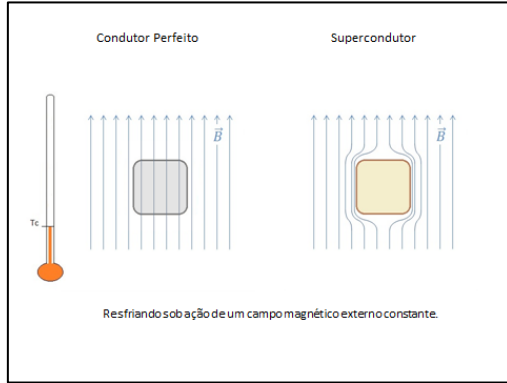 Condutor Perfeito
Supercondutor
B
B
Tc
Resfriando sob ação de um campo magnético externo constante.